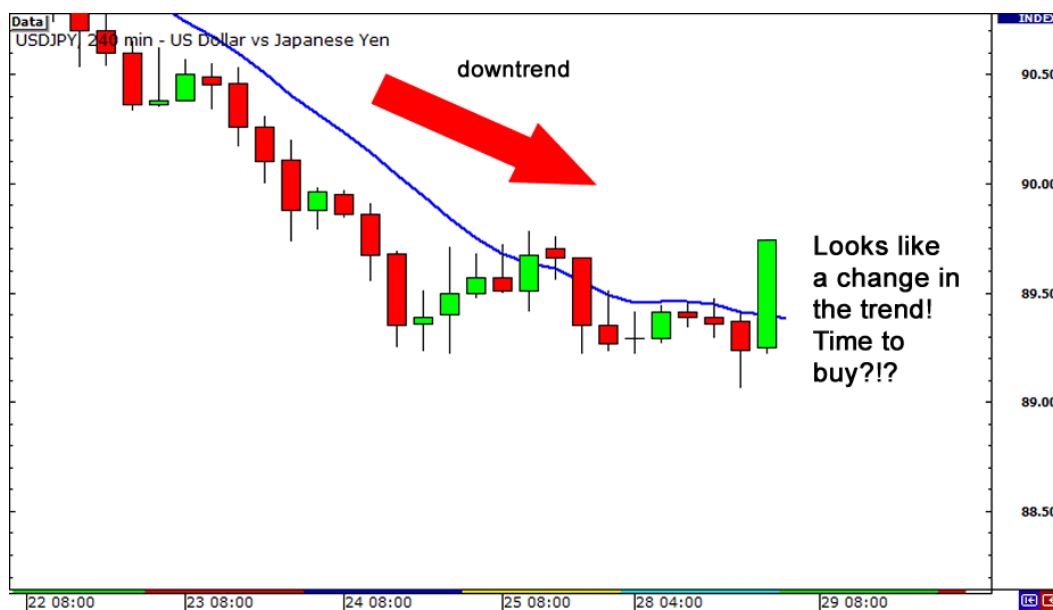 Data
INDEX
USDJPY, 240 min - US Dollar vs Japanese Yen
downtrend
90.50
90.00
Looks like
a change in
the trend!
Time to
buy?!?
89.50
89.00
88.50
22 08:00 23 08:00 24 08:00 25 08:00 28 04:00 29 08:00